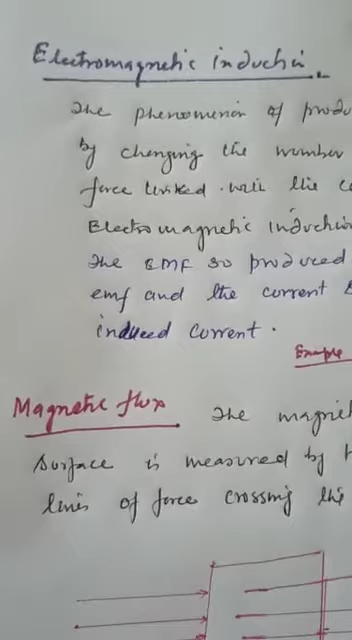 Electromagnetic induction
The phenomenon of produ
by changing the number
force linked with the c
Electromagnetic induction
The EMF so produced
emf and the current
induced current.
Example
Magnetic flux The magnet
surface is measured by
lines of force crossing the